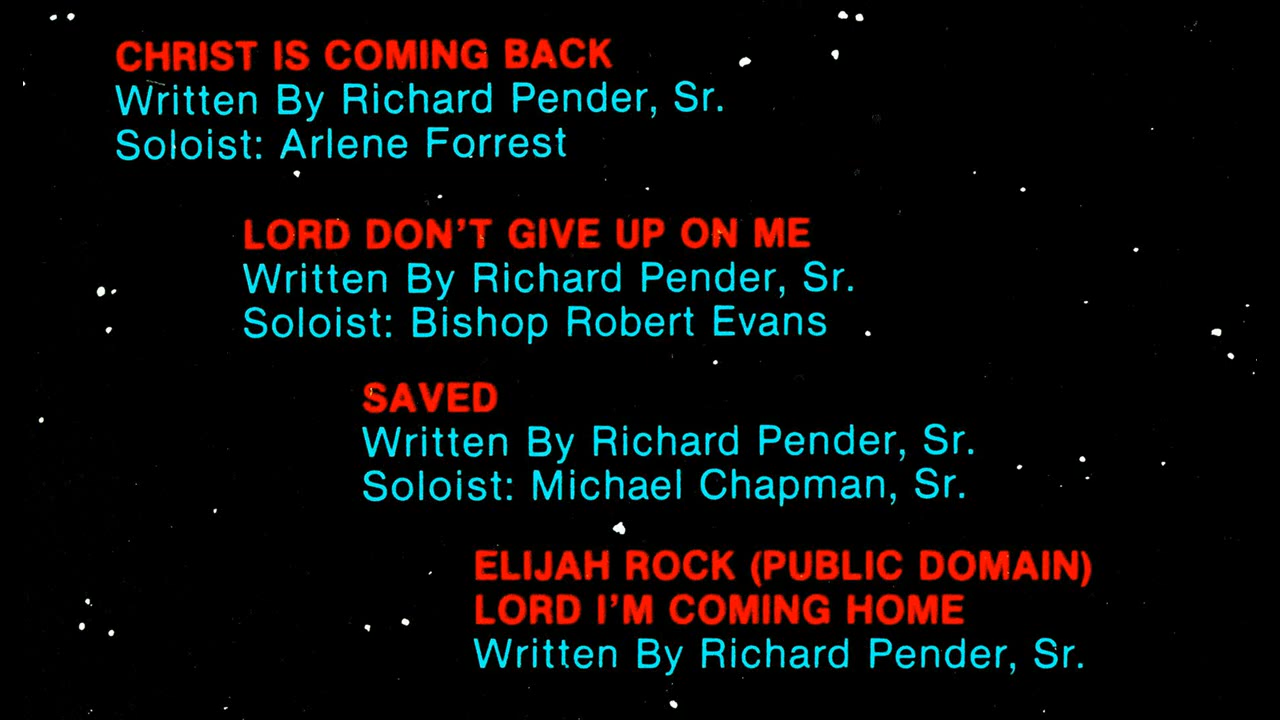 CHRIST IS COMING BACK
Written By Richard Pender, Sr.
Soloist: Arlene Forrest
LORD DON'T GIVE UP ON ME
Written By Richard Pender, Sr.
Soloist: Bishop Robert Evans
SAVED
Written By Richard Pender, Sr.
Soloist: Michael Chapman, Sr.
ELIJAH ROCK (PUBLIC DOMAIN)
LORD I'M COMING HOME
Written By Richard Pender, Sr.